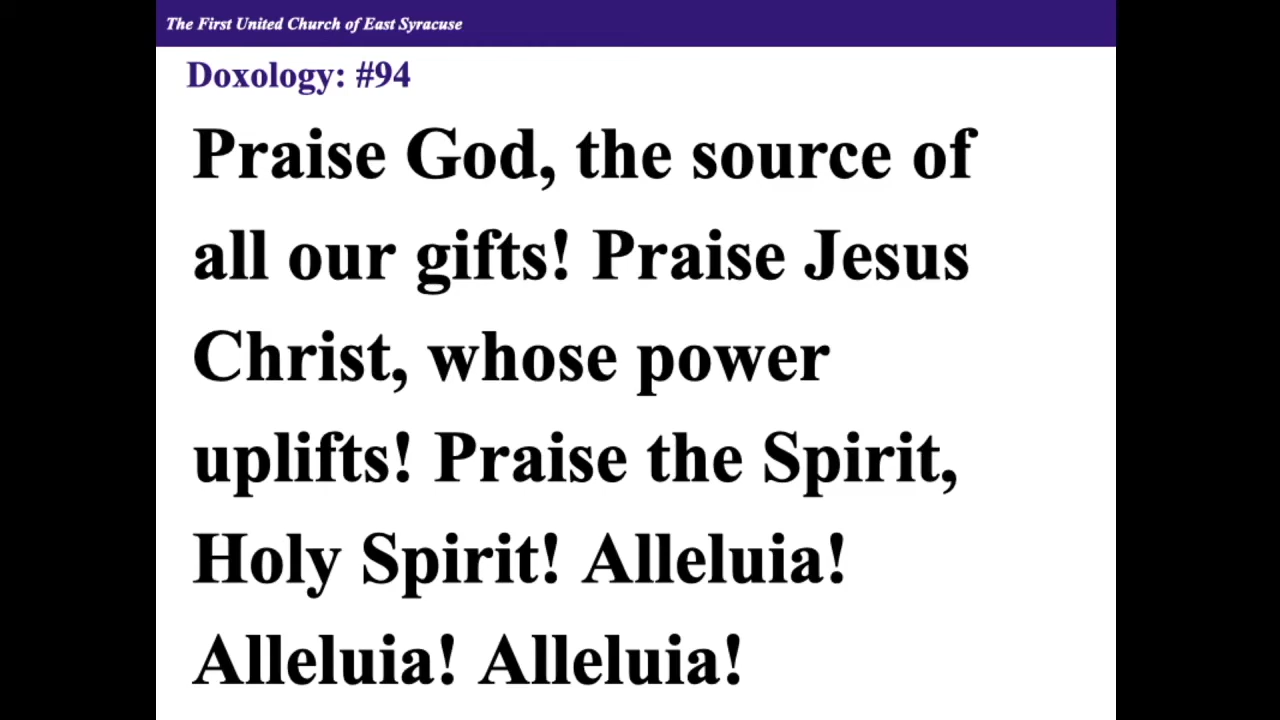 The First United Church of East Syracuse
Doxology: #94
Praise God, the source of
all our gifts! Praise Jesus
Christ, whose power
uplifts! Praise the Spirit,
Holy Spirit! Alleluia!
Alleluia! Alleluia!